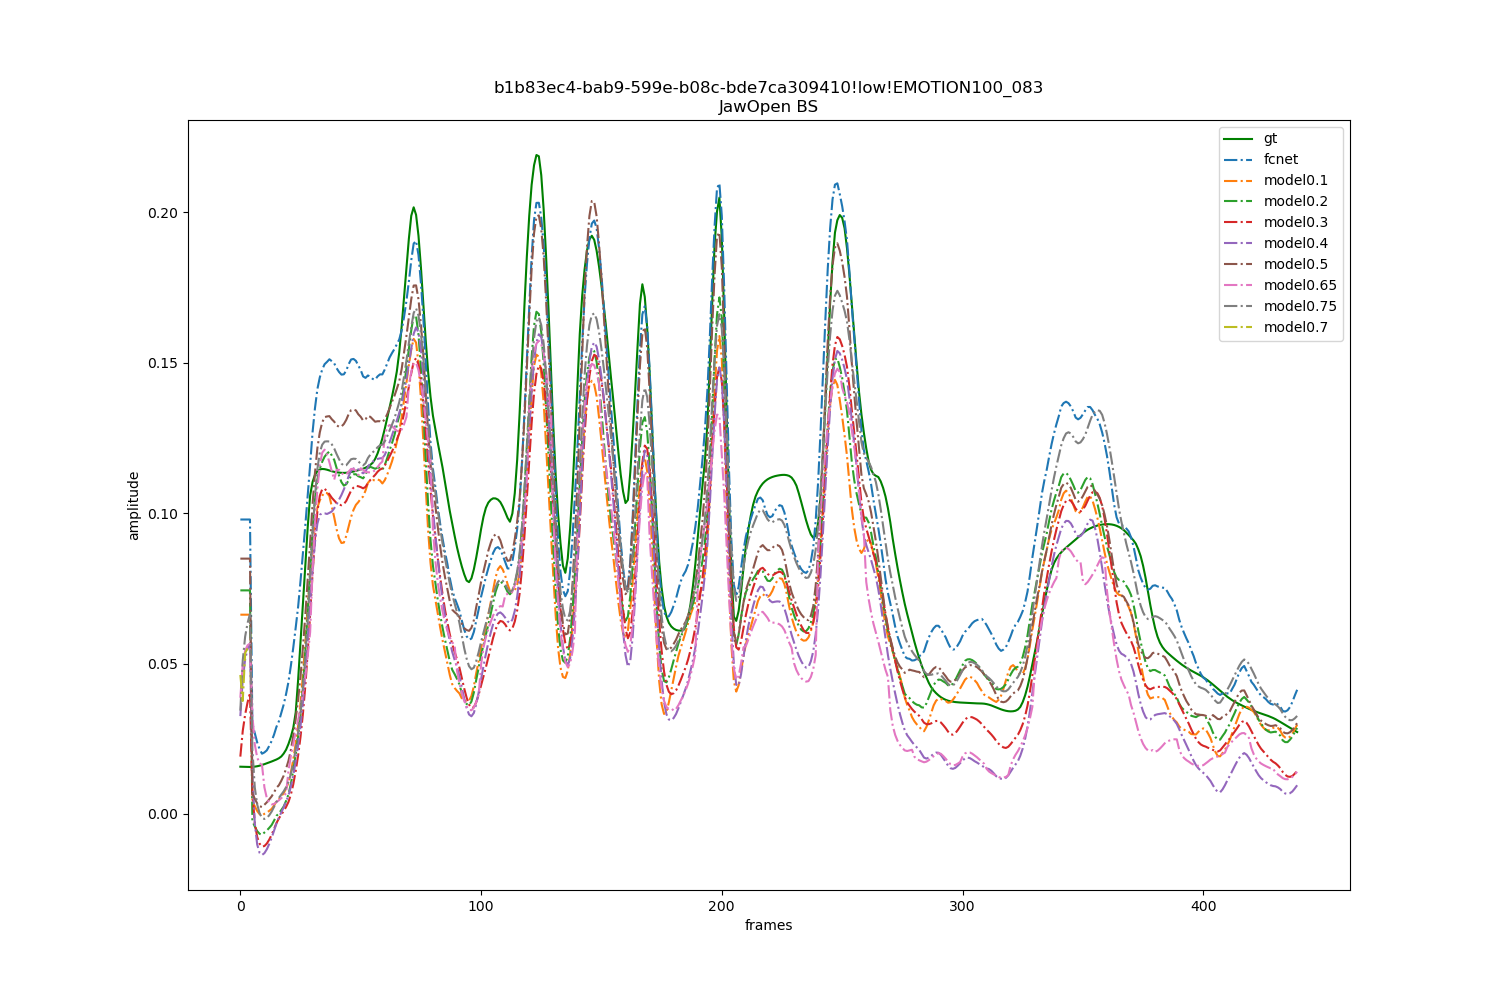 b1b83ec4-bab9-599e-b08c-bde7ca309410!low!EMOTION100_083
JawOpen BS
gt
fcnet
model0.1
model0.2
model0.3
model0.4
model0.5
model0.65
model0.75
model0.7
0.20
0.15
0.10
0.05
0.00
amplitude
0 100 200 300 400
frames